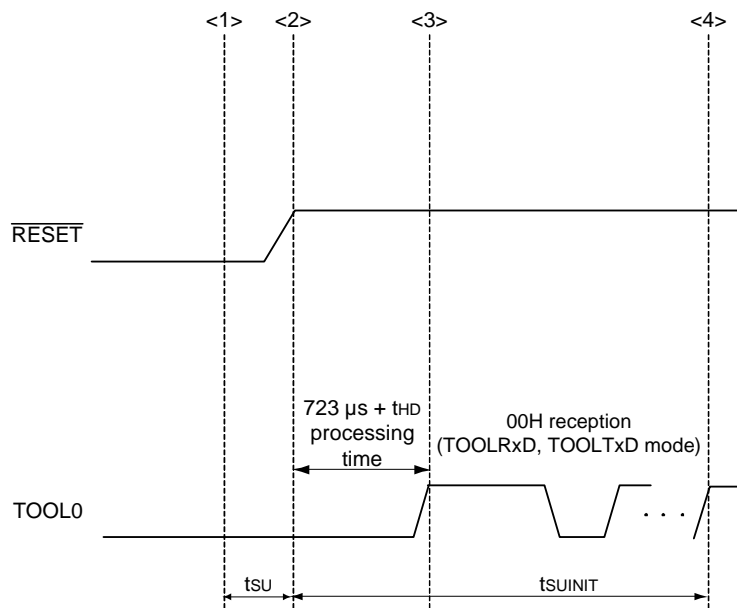 <1> <2> <3> <4>
RESET
723 µs + tHD
processing
time
00H reception
(TOOLRxD, TOOLTxD mode)
TOOL0
. . .
tSU
tSUINIT